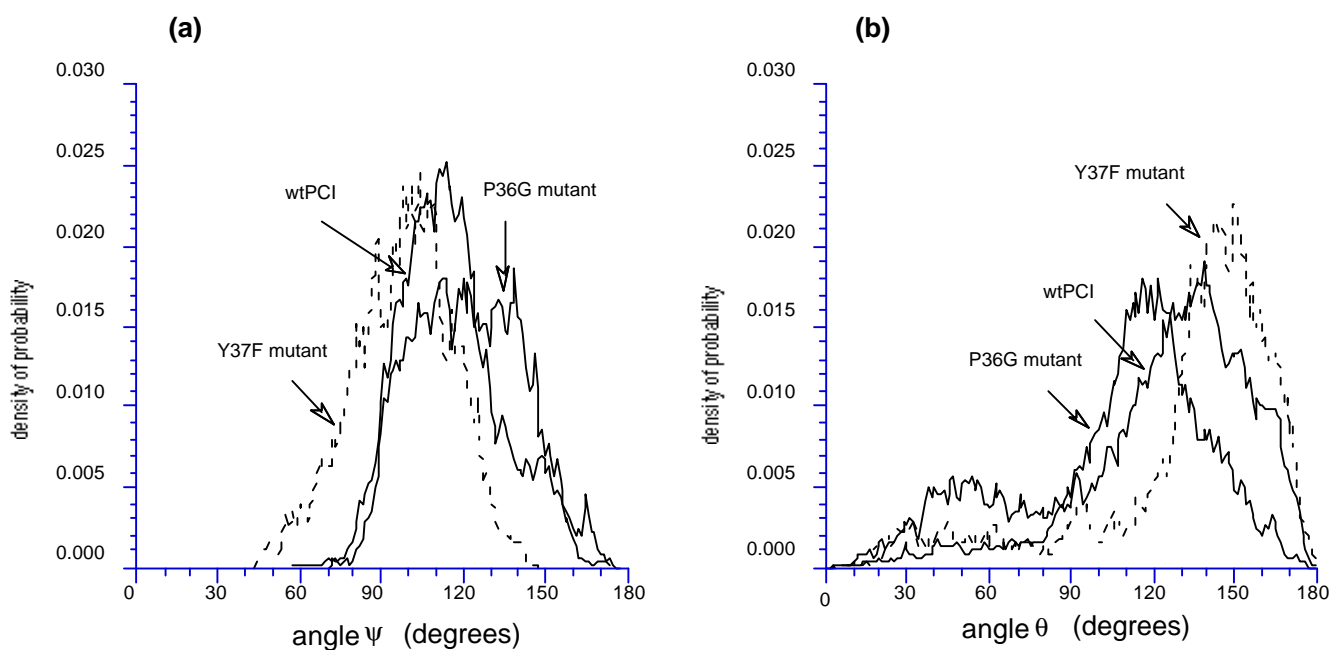 (a)
0.030
0.025
0.020
0.015
0.010
0.005
0.000
density of probability
wtPCI
P36G mutant
Y37F mutant
0 30 60 90 120 150 180
angle ψ (degrees)
(b)
0.030
0.025
0.020
0.015
0.010
0.005
0.000
density of probability
Y37F mutant
wtPCI
P36G mutant
0 30 60 90 120 150 180
angle θ (degrees)